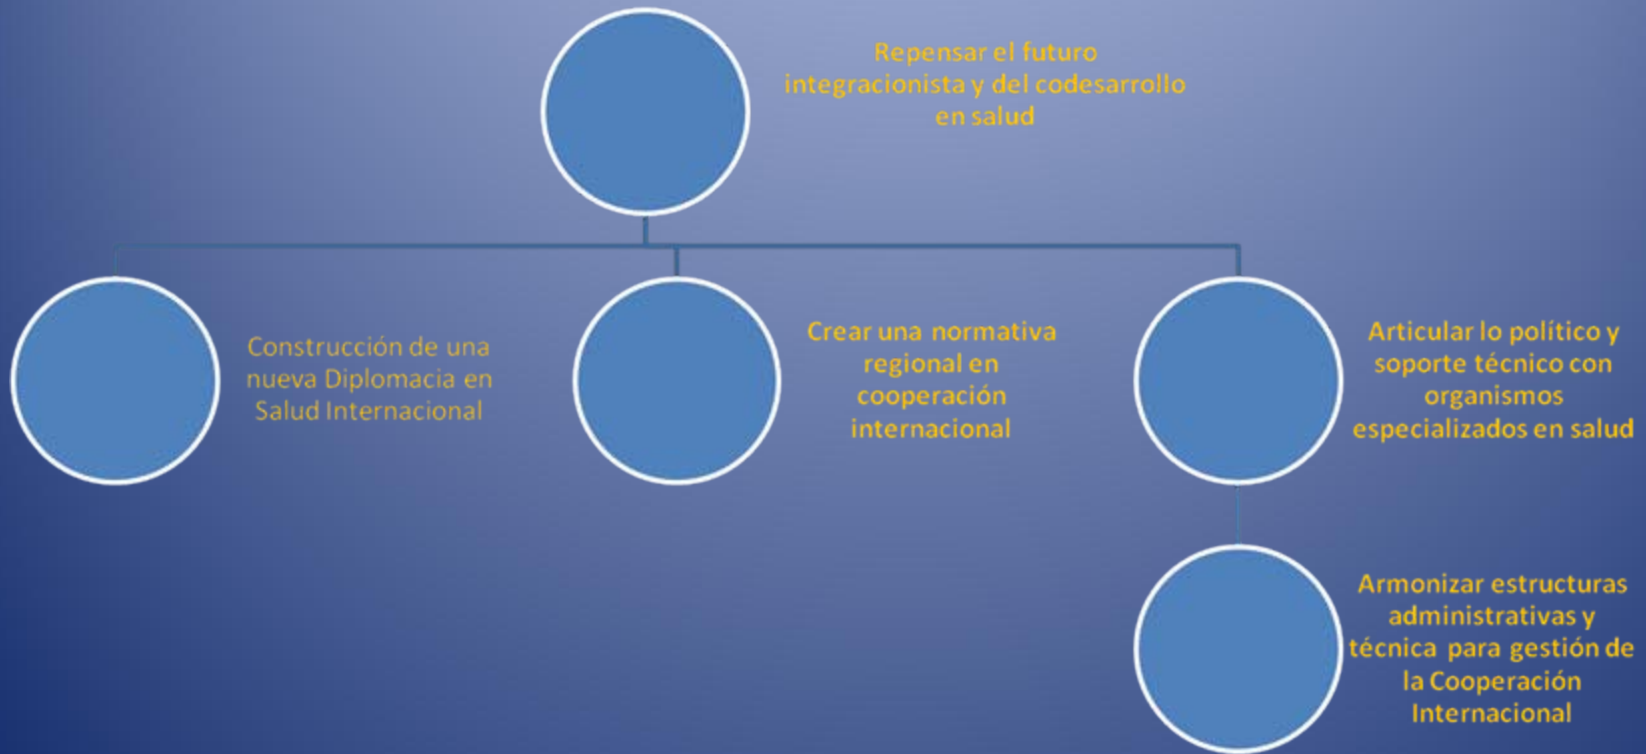 Repensar el futuro
integracionista y del codesarrollo
en salud
Construcción de una
nueva Diplomacia en
Salud Internacional
Crear una normativa
regional en
cooperación
internacional
Articular lo político y
soporte técnico con
organismos
especializados en salud
Armonizar estructuras
administrativas y
técnica para gestión de
la Cooperación
Internacional